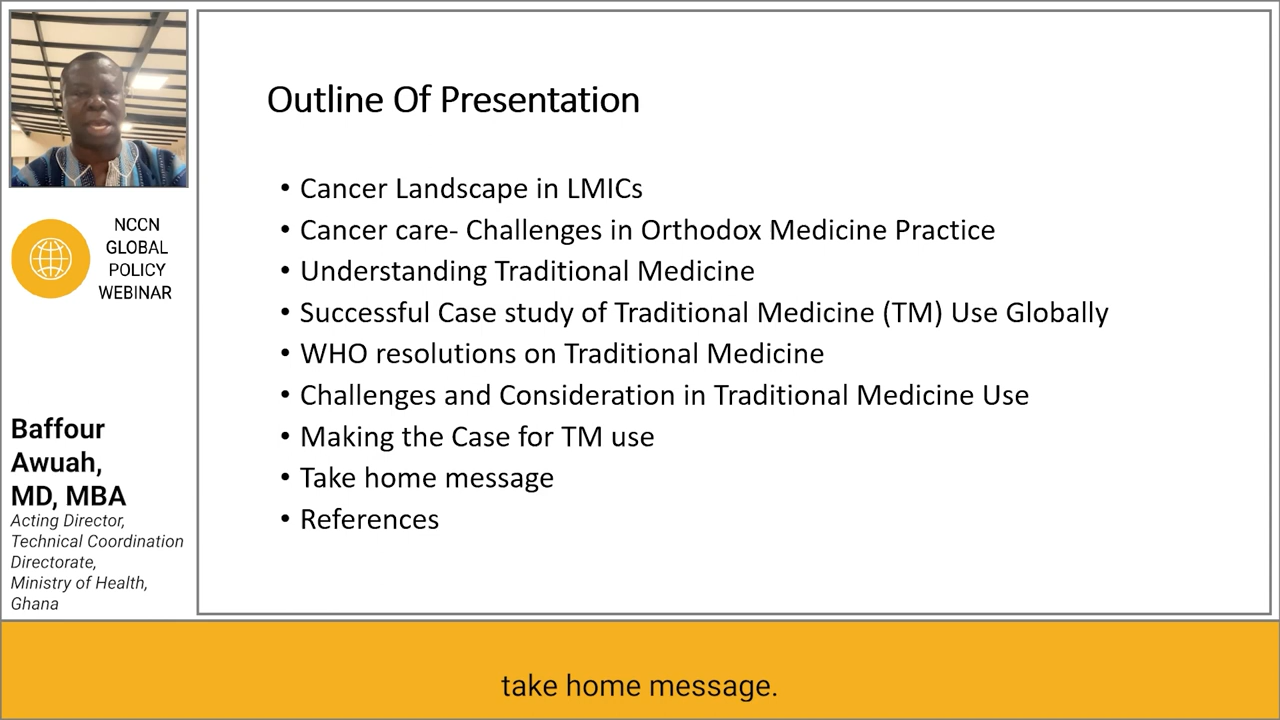 Outline Of Presentation
• Cancer Landscape in LMICs
• Cancer care- Challenges in Orthodox Medicine Practice
• Understanding Traditional Medicine
• Successful Case study of Traditional Medicine (TM) Use Globally
• WHO resolutions on Traditional Medicine
• Challenges and Consideration in Traditional Medicine Use
• Making the Case for TM use
• Take home message
• References
NCCN
GLOBAL
POLICY
WEBINAR
Baffour
Awuah,
MD, MBA
Acting Director,
Technical Coordination
Directorate,
Ministry of Health,
Ghana
take home message.